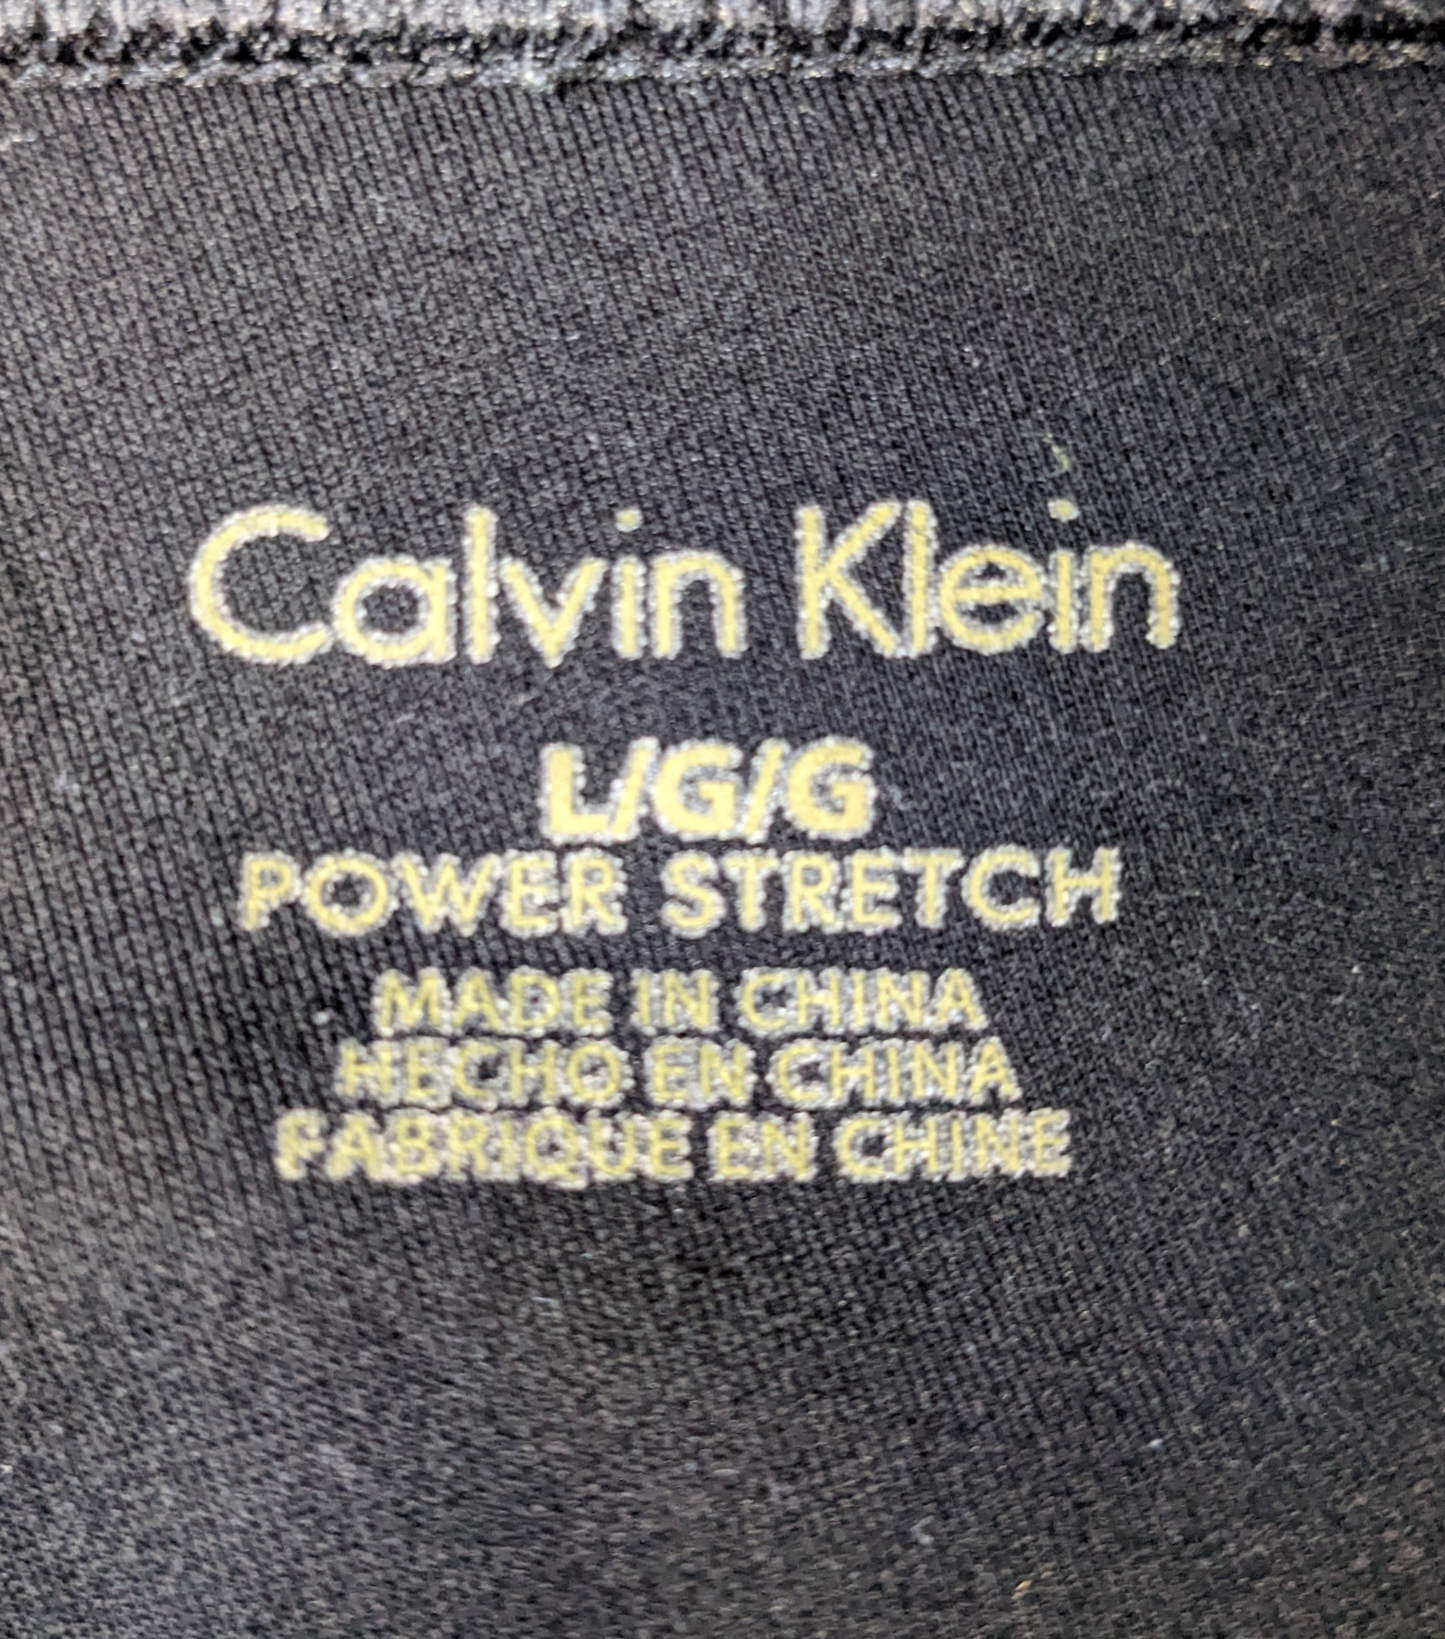 Calvin Klein
L/G/G
POWER STRETCH
MADE IN CHINA
HECHO EN CHINA
FABRIQUE EN CHINE